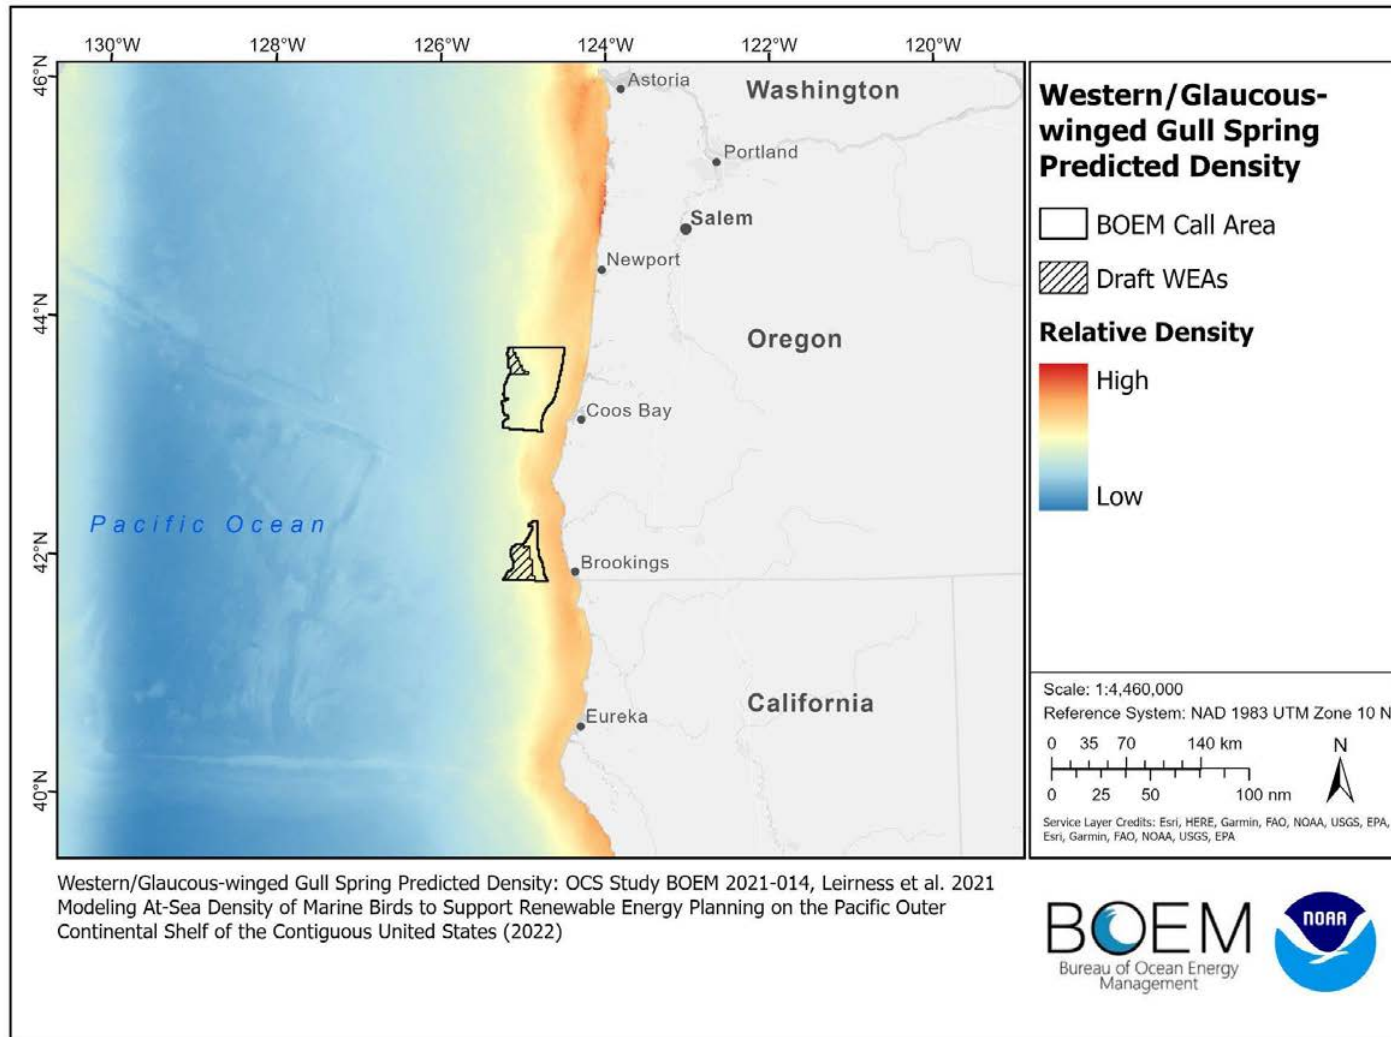 130°W 128°W 126°W 124°W 122°W 120°W
46°N
44°N
42°N
40°N
Astoria
Washington
Portland
Salem
Newport
Oregon
Coos Bay
Pacific Ocean
Brookings
California
Eureka
Western/Glaucous-
winged Gull Spring
Predicted Density
BOEM Call Area
Draft WEAs
Relative Density
High
Low
Scale: 1:4,460,000
Reference System: NAD 1983 UTM Zone 10 N
0 35 70 140 km
N
0 25 50 100 nm
Service Layer Credits: Esri, HERE, Garmin, FAO, NOAA, USGS, EPA,
Esri, Garmin, FAO, NOAA, USGS, EPA
Western/Glaucous-winged Gull Spring Predicted Density: OCS Study BOEM 2021-014, Leirness et al. 2021
Modeling At-Sea Density of Marine Birds to Support Renewable Energy Planning on the Pacific Outer
Continental Shelf of the Contiguous United States (2022)
BOEM
Bureau of Ocean Energy
Management
NOAA